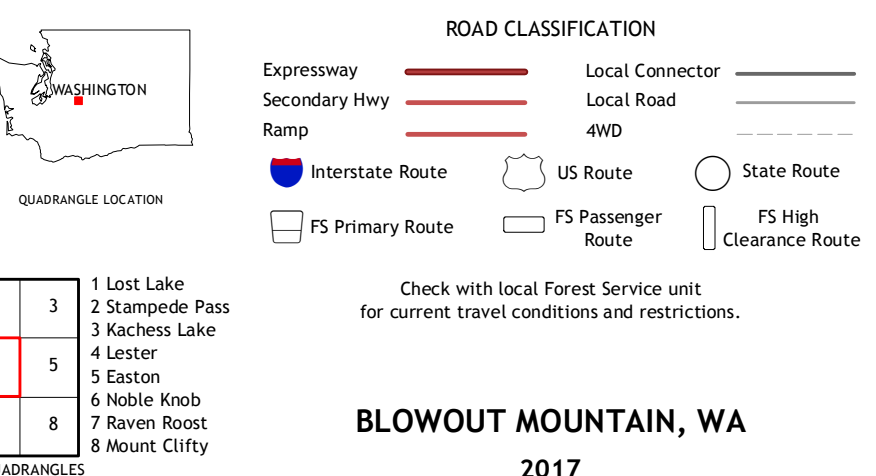 WASHINGTON
QUADRANGLE LOCATION
ROAD CLASSIFICATION
Expressway
Local Connector
Secondary Hwy
Local Road
Ramp
4WD
Interstate Route
US Route
State Route
FS Primary Route
FS Passenger
Route
FS High
Clearance Route
Check with local Forest Service unit
for current travel conditions and restrictions.
3
5
8
1 Lost Lake
2 Stampede Pass
3 Kachess Lake
4 Lester
5 Easton
6 Noble Knob
7 Raven Roost
8 Mount Clifty
BLOWOUT MOUNTAIN, WA
2017